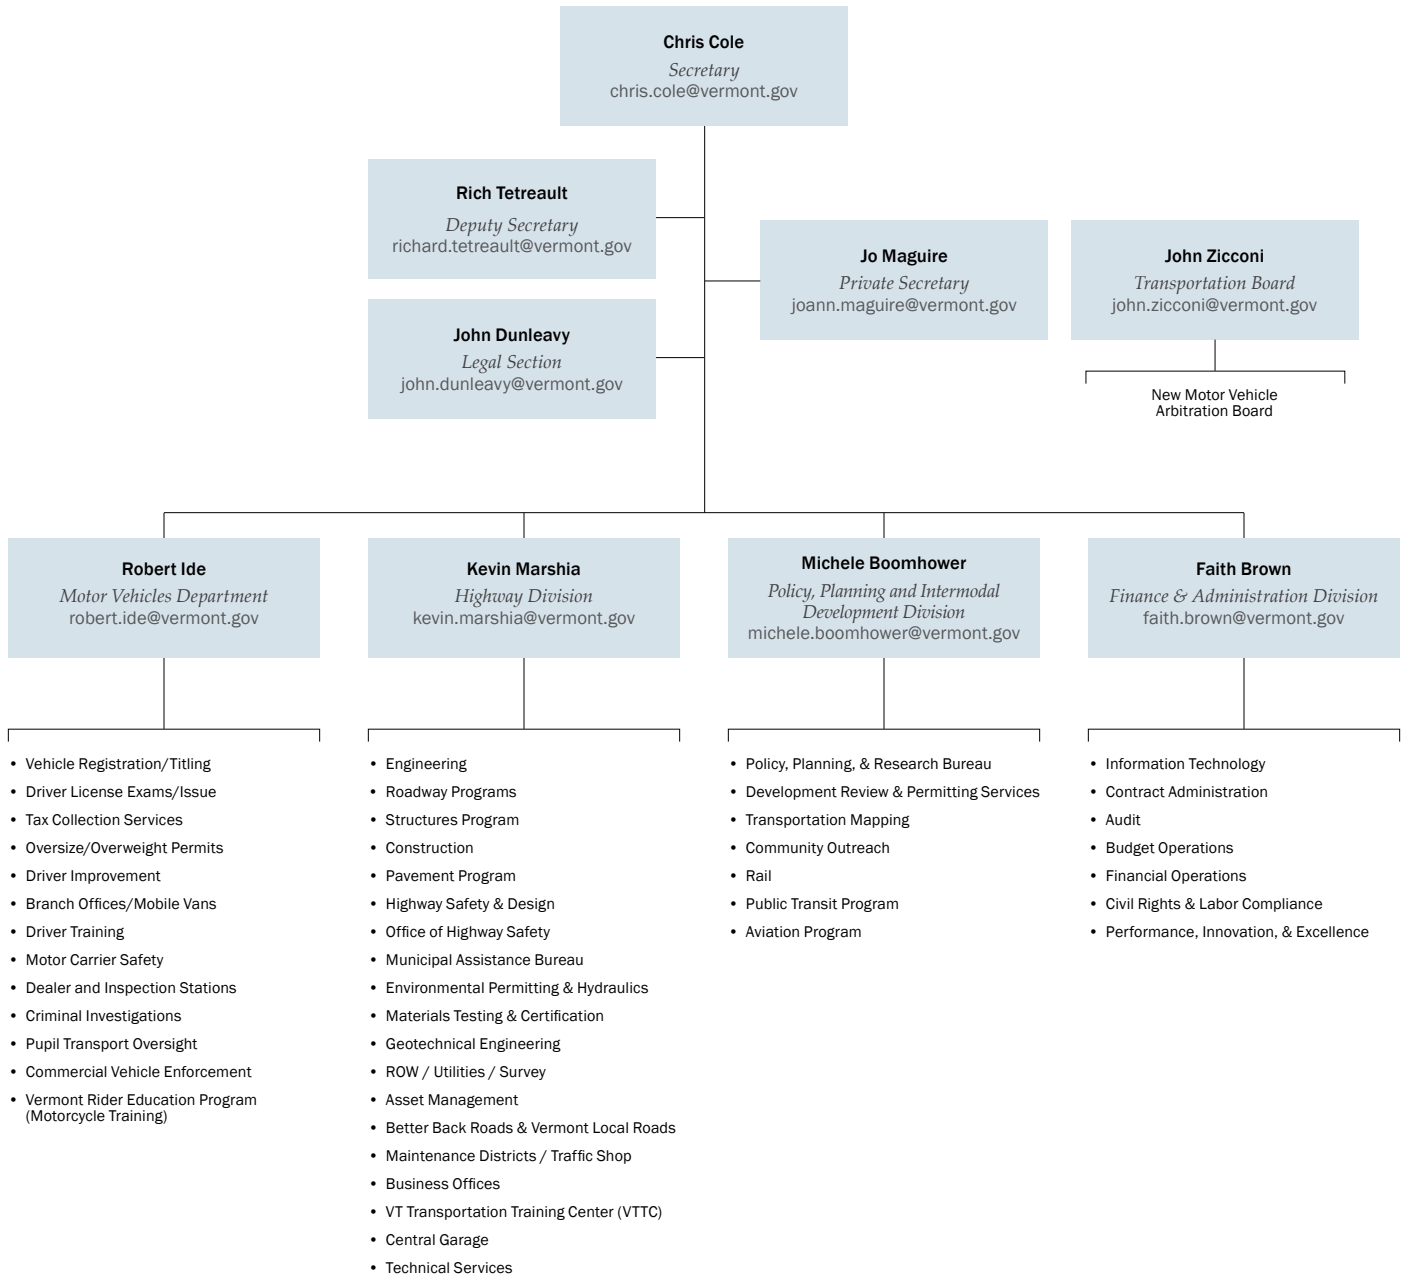 Chris Cole
Secretary
chris.cole@vermont.gov
Rich Tetreault
Deputy Secretary
richard.tetreault@vermont.gov
Jo Maguire
Private Secretary
joann.maguire@vermont.gov
John Zicconi
Transportation Board
john.zicconi@vermont.gov
New Motor Vehicle
Arbitration Board
John Dunleavy
Legal Section
john.dunleavy@vermont.gov
Robert Ide
Motor Vehicles Department
robert.ide@vermont.gov
Kevin Marshia
Highway Division
kevin.marshia@vermont.gov
Michele Boomhower
Policy, Planning and Intermodal
Development Division
michele.boomhower@vermont.gov
Faith Brown
Finance & Administration Division
faith.brown@vermont.gov
• Vehicle Registration/Titling
• Driver License Exams/Issue
• Tax Collection Services
• Oversize/Overweight Permits
• Driver Improvement
• Branch Offices/Mobile Vans
• Driver Training
• Motor Carrier Safety
• Dealer and Inspection Stations
• Criminal Investigations
• Pupil Transport Oversight
• Commercial Vehicle Enforcement
• Vermont Rider Education Program
(Motorcycle Training)
• Engineering
• Roadway Programs
• Structures Program
• Construction
• Pavement Program
• Highway Safety & Design
• Office of Highway Safety
• Municipal Assistance Bureau
• Environmental Permitting & Hydraulics
• Materials Testing & Certification
• Geotechnical Engineering
• ROW / Utilities / Survey
• Asset Management
• Better Back Roads & Vermont Local Roads
• Maintenance Districts / Traffic Shop
• Business Offices
• VT Transportation Training Center (VTTC)
• Central Garage
• Technical Services
• Policy, Planning, & Research Bureau
• Development Review & Permitting Services
• Transportation Mapping
• Community Outreach
• Rail
• Public Transit Program
• Aviation Program
• Information Technology
• Contract Administration
• Audit
• Budget Operations
• Financial Operations
• Civil Rights & Labor Compliance
• Performance, Innovation, & Excellence